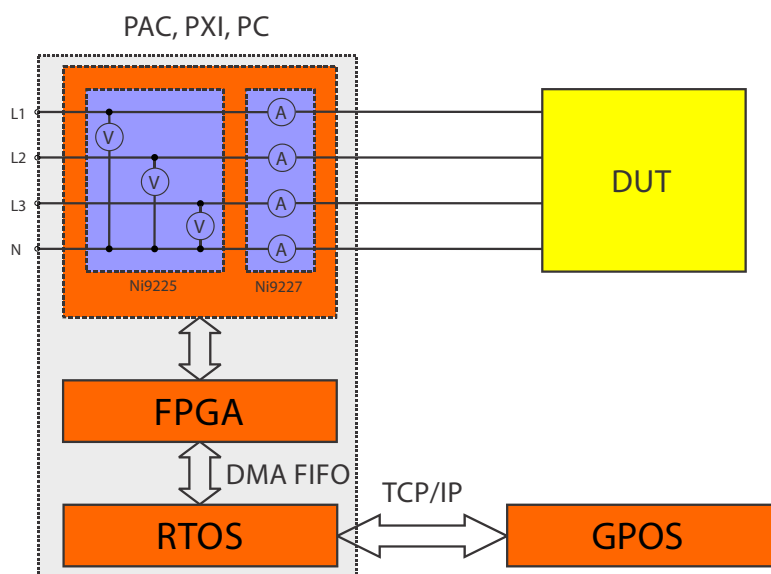 PAC, PXI, PC
L1
A
V
L2
A
V
DUT
L3
A
V
N
A
Ni9225
Ni9227
FPGA
DMA FIFO
TCP/IP
RTOS
GPOS